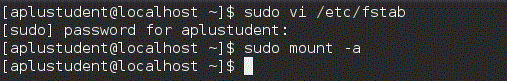 [aplustudent@localhost ~]$ sudo vi /etc/fstab
[sudo] password for aplustudent:
[aplustudent@localhost ~]$ sudo mount -a
[aplustudent@localhost ~]$